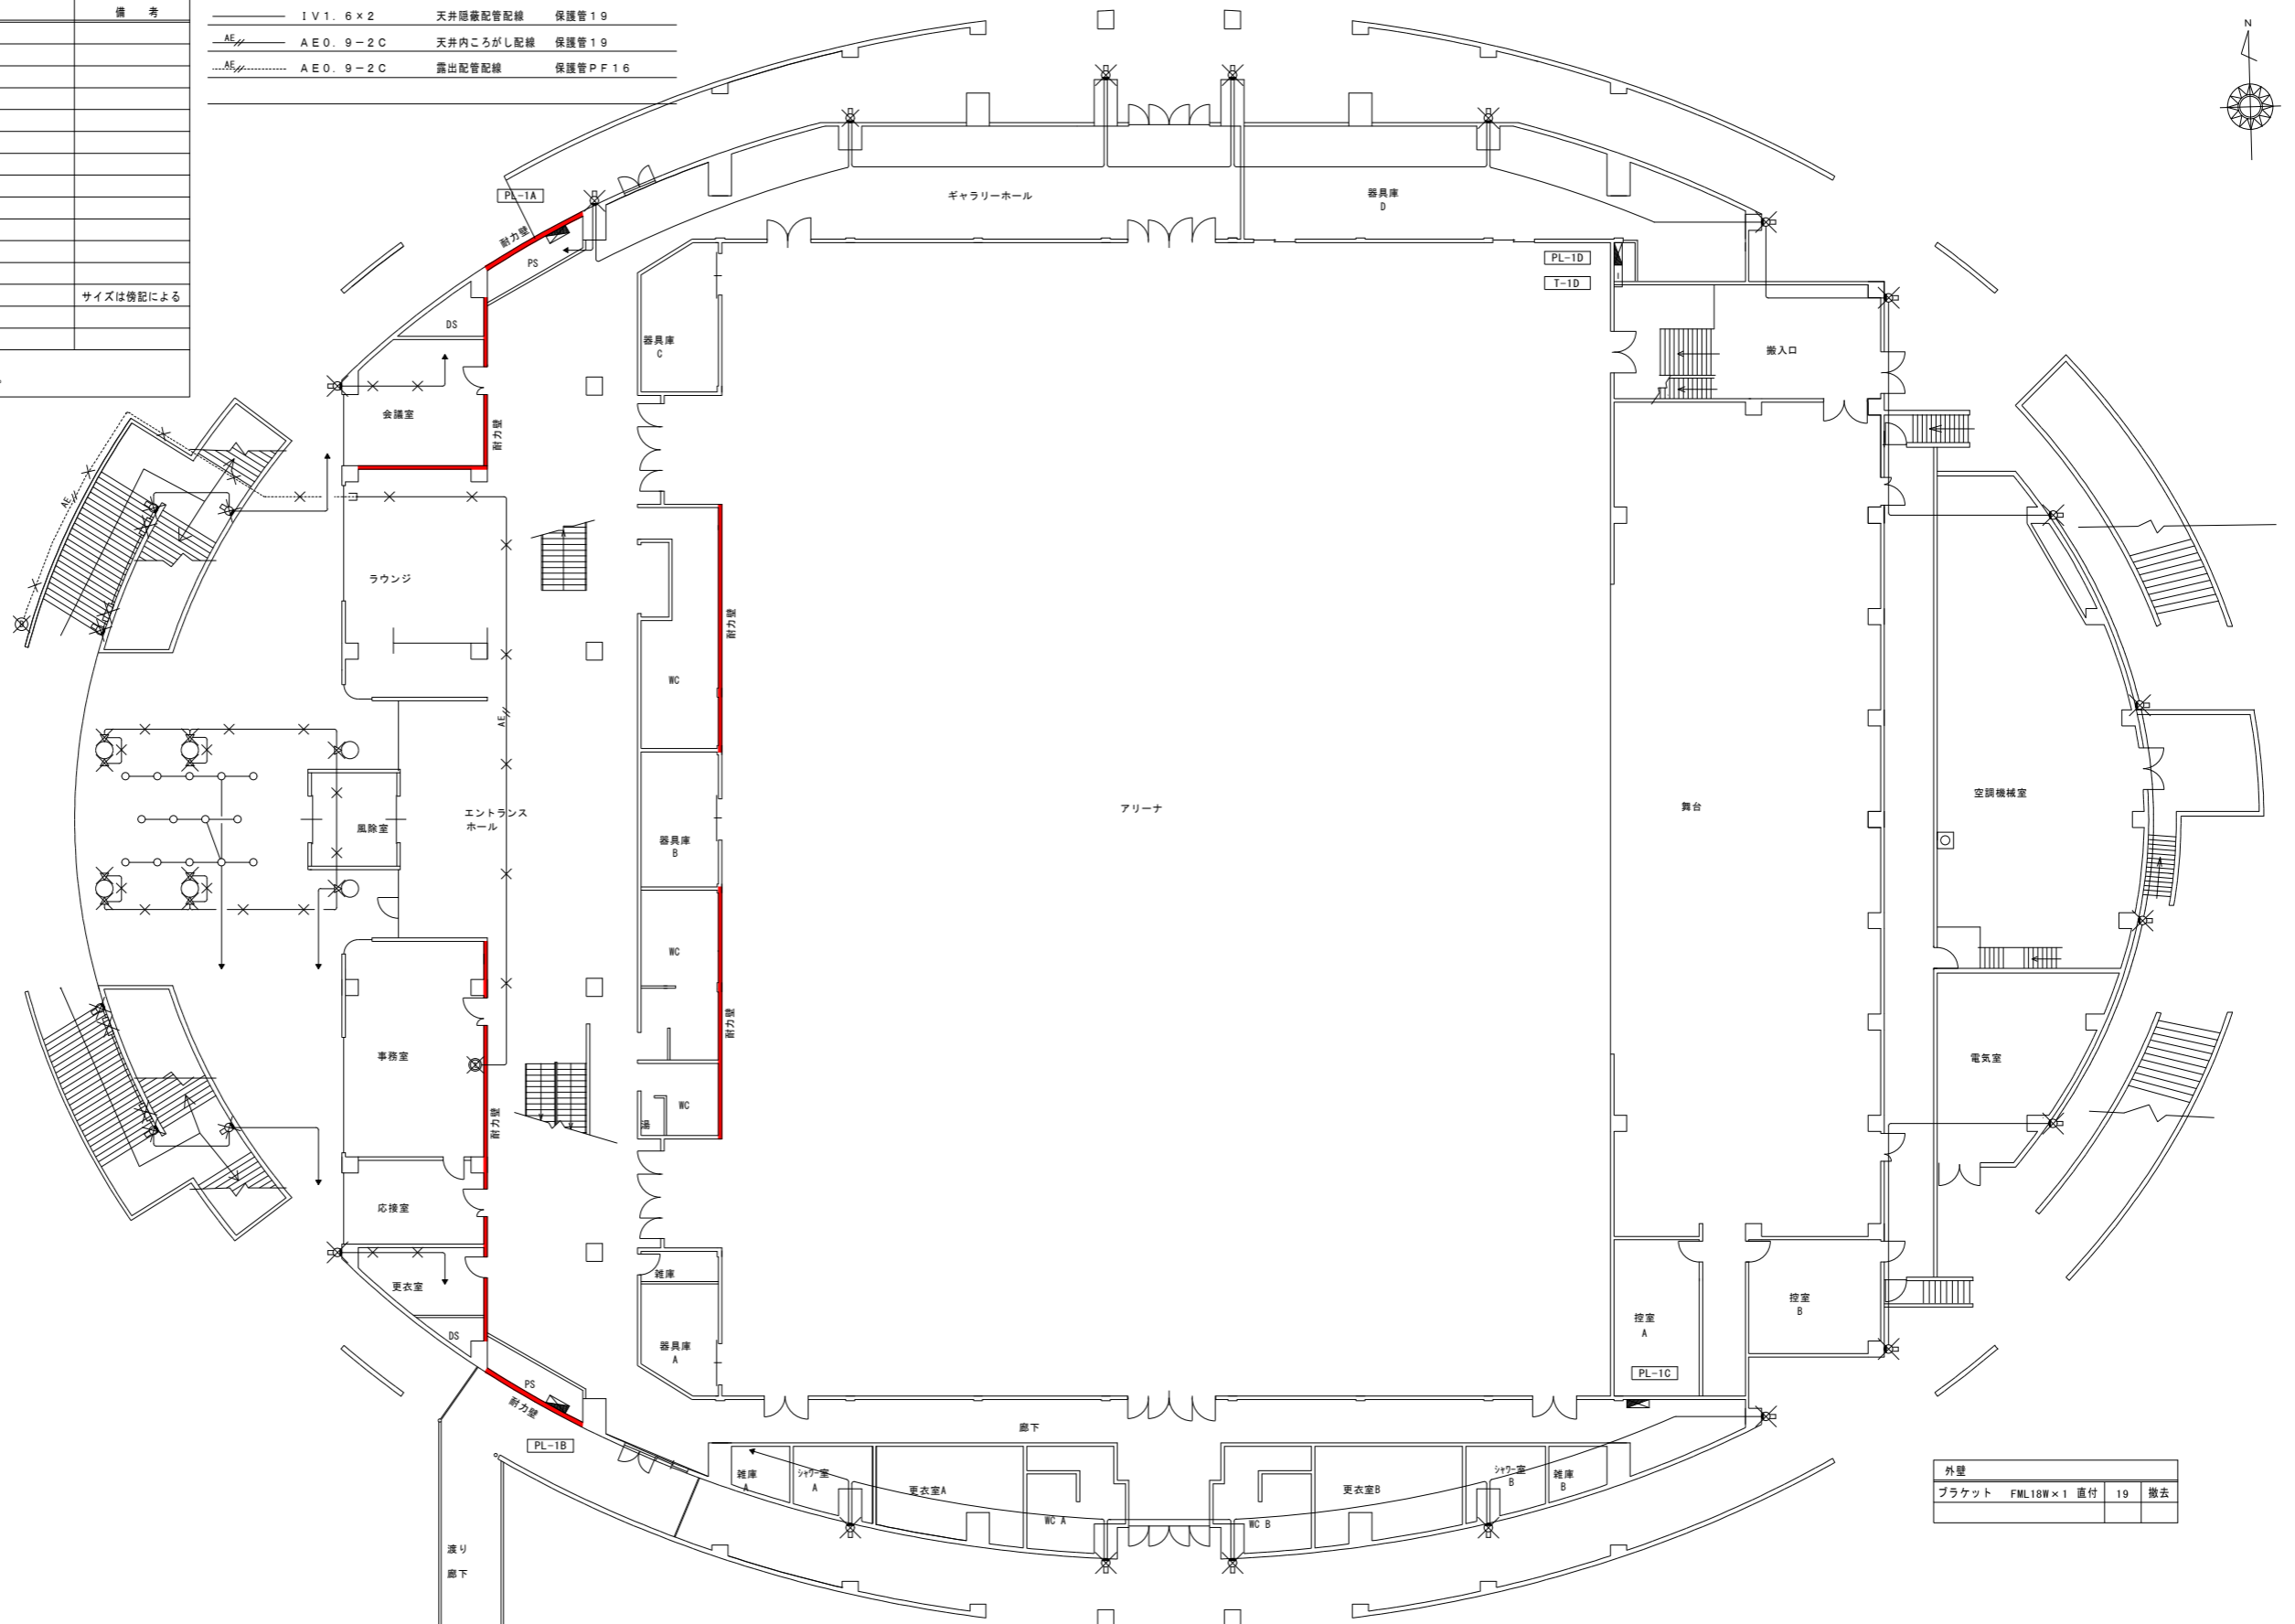 備 考
サイズは傍記による
IV1.6×2 天井隠蔽配管配線 保護管19
AE AE0.9-2C 天井内ころがし配線 保護管19
AE AE0.9-2C 露出配管配線 保護管PF16
N
PL-1A
耐力壁
PS
ギャラリーホール
器具庫
D
PL-1D
T-1D
DS
器具庫
C
搬入口
会議室
耐力壁
AE
ラウンジ
耐力壁
WC
AE
エントランス
ホール
風除室
器具庫
B
アリーナ
舞台
空調機械室
WC
耐力壁
事務室
電気室
WC
湯
耐力壁
応接室
雑庫
更衣室
DS
器具庫
A
控室
A
控室
B
PL-1C
PS
耐力壁
PL-1B
廊下
雑庫
A
シャワー室
A
更衣室A
WC A
WC B
更衣室B
シャワー室
B
雑庫
B
渡り
廊下
外壁
ブラケット FML18W×1 直付 19 撤去